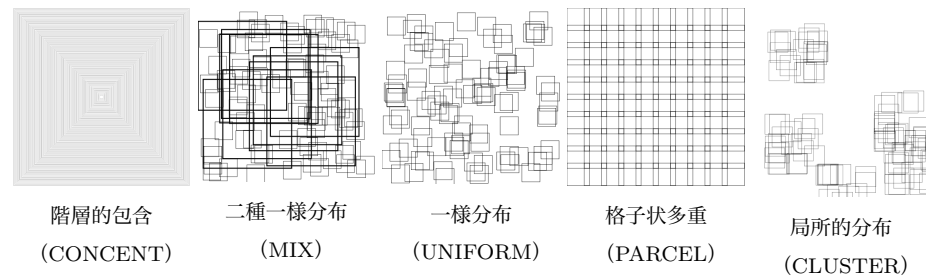 階層的包含
(CONCENT)
二種一様分布
(MIX)
一様分布
(UNIFORM)
格子状多重
(PARCEL)
局所的分布
(CLUSTER)